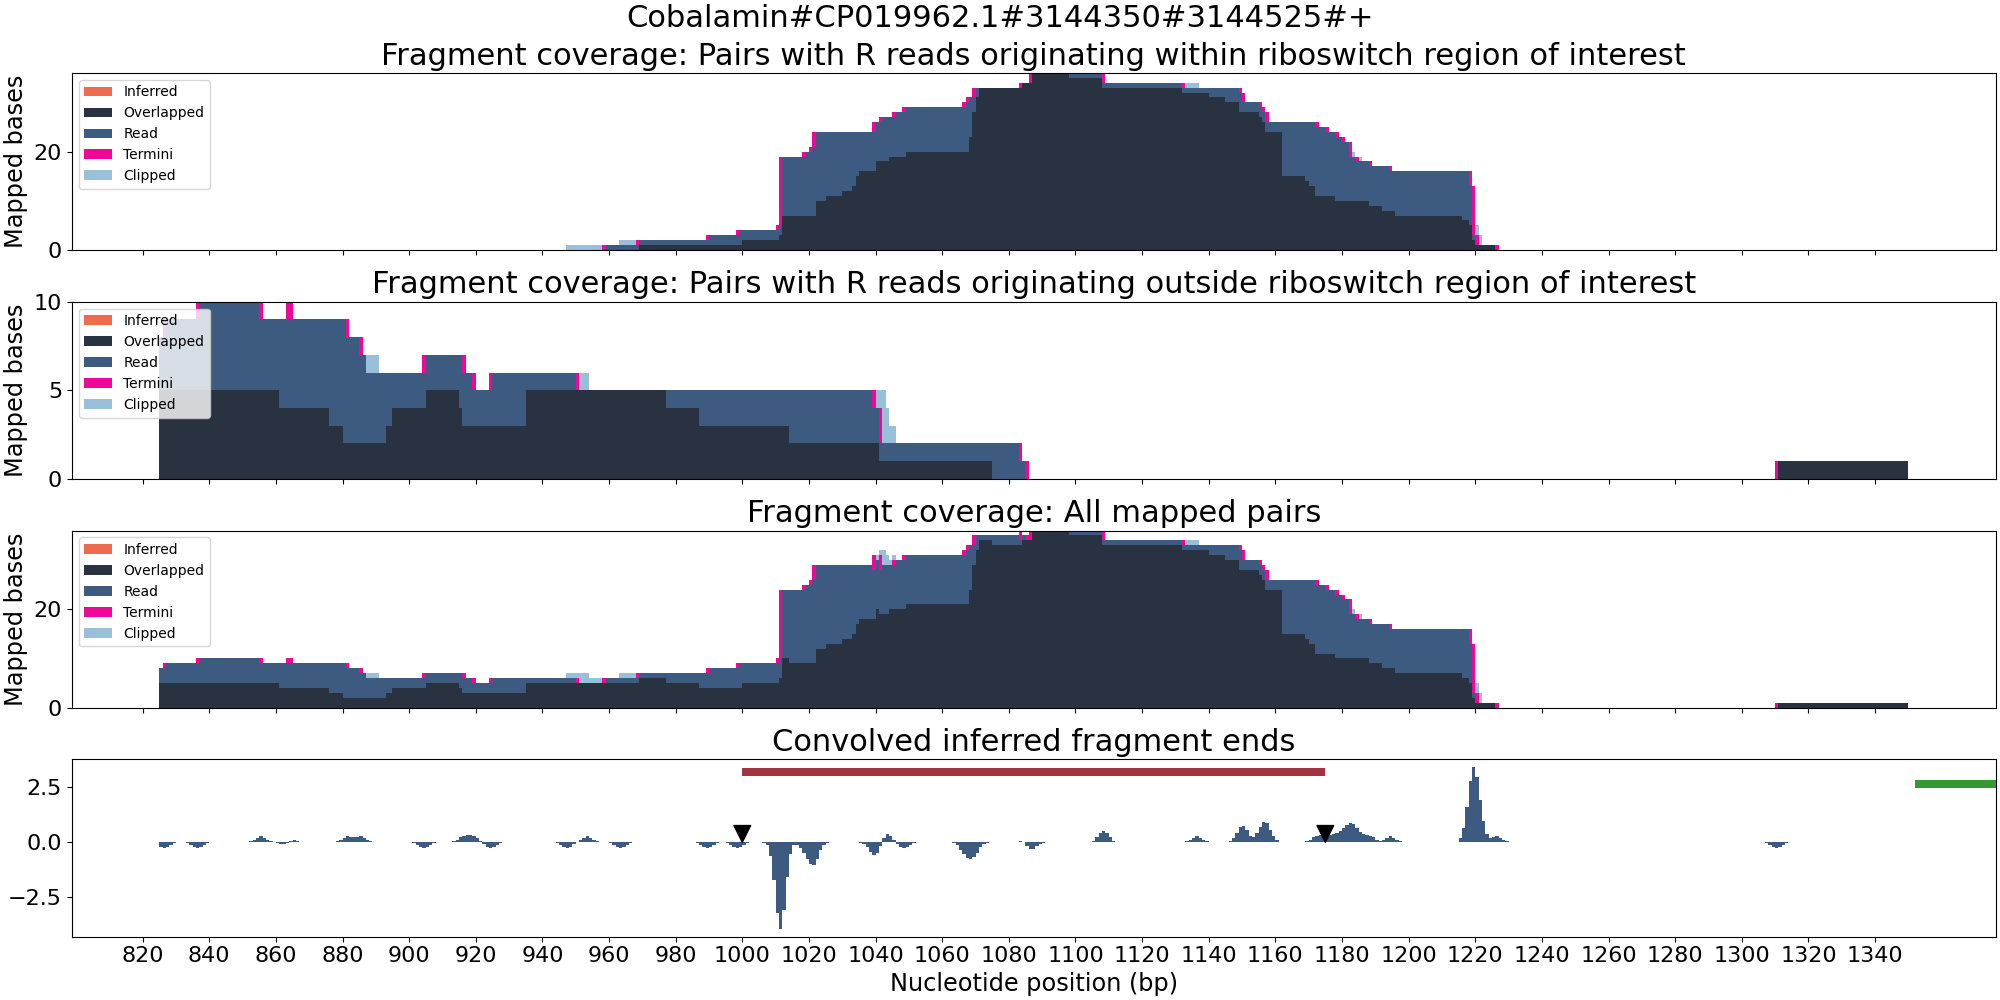 Cobalamin#CP019962.1#3144350#3144525#+
Fragment coverage: Pairs with R reads originating within riboswitch region of interest
Mapped bases
20
0
Inferred
Overlapped
Read
Termini
Clipped
Fragment coverage: Pairs with R reads originating outside riboswitch region of interest
Mapped bases
10
5
0
Inferred
Overlapped
Read
Termini
Clipped
Fragment coverage: All mapped pairs
Mapped bases
20
0
Inferred
Overlapped
Read
Termini
Clipped
Convolved inferred fragment ends
2.5
0.0
−2.5
820 840 860 880 900 920 940 960 980 1000 1020 1040 1060 1080 1100 1120 1140 1160 1180 1200 1220 1240 1260 1280 1300 1320 1340
Nucleotide position (bp)